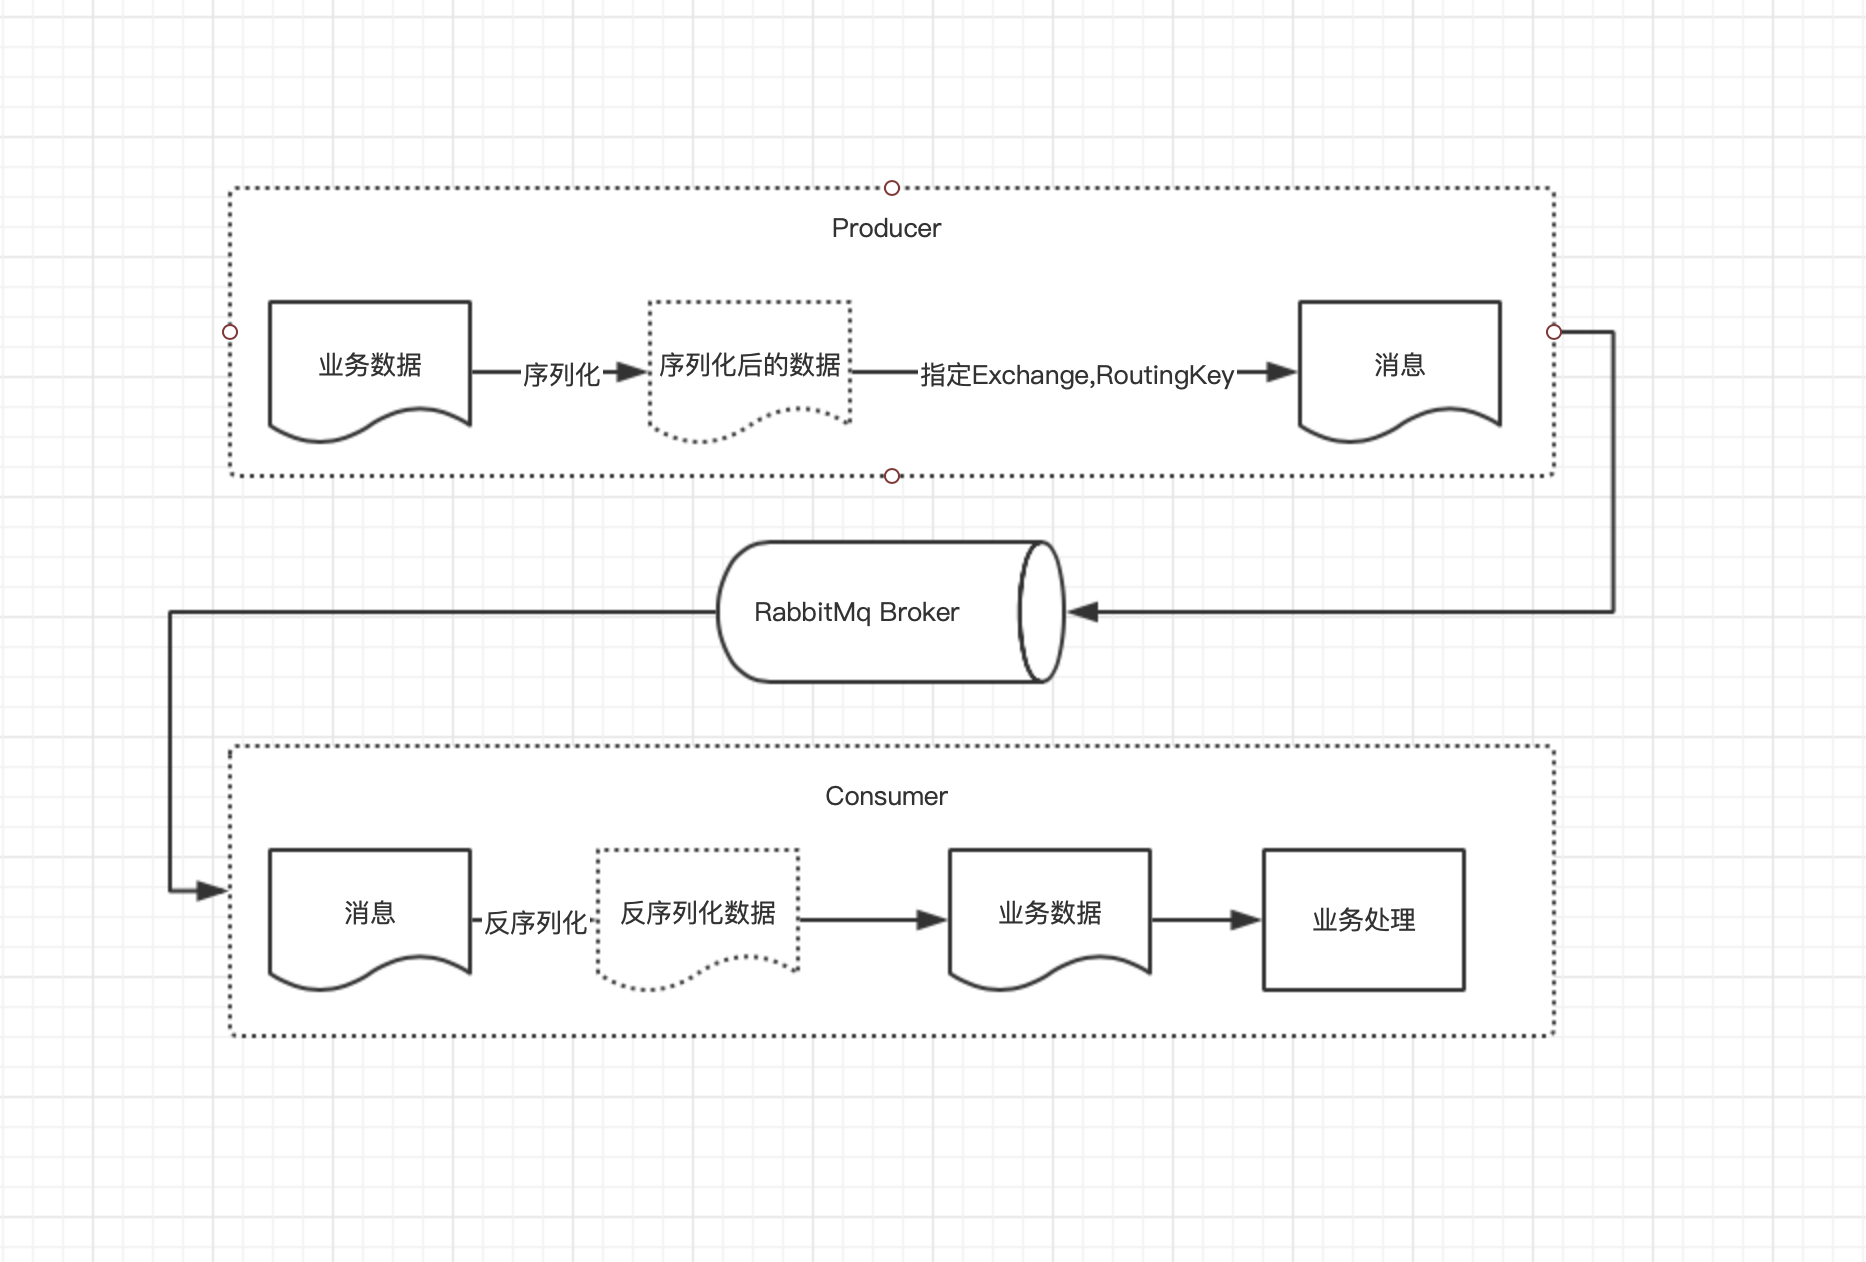 Producer
业务数据
序列化
序列化后的数据
指定Exchange,RoutingKey
消息
RabbitMq Broker
Consumer
消息
反序列化
反序列化数据
业务数据
业务处理